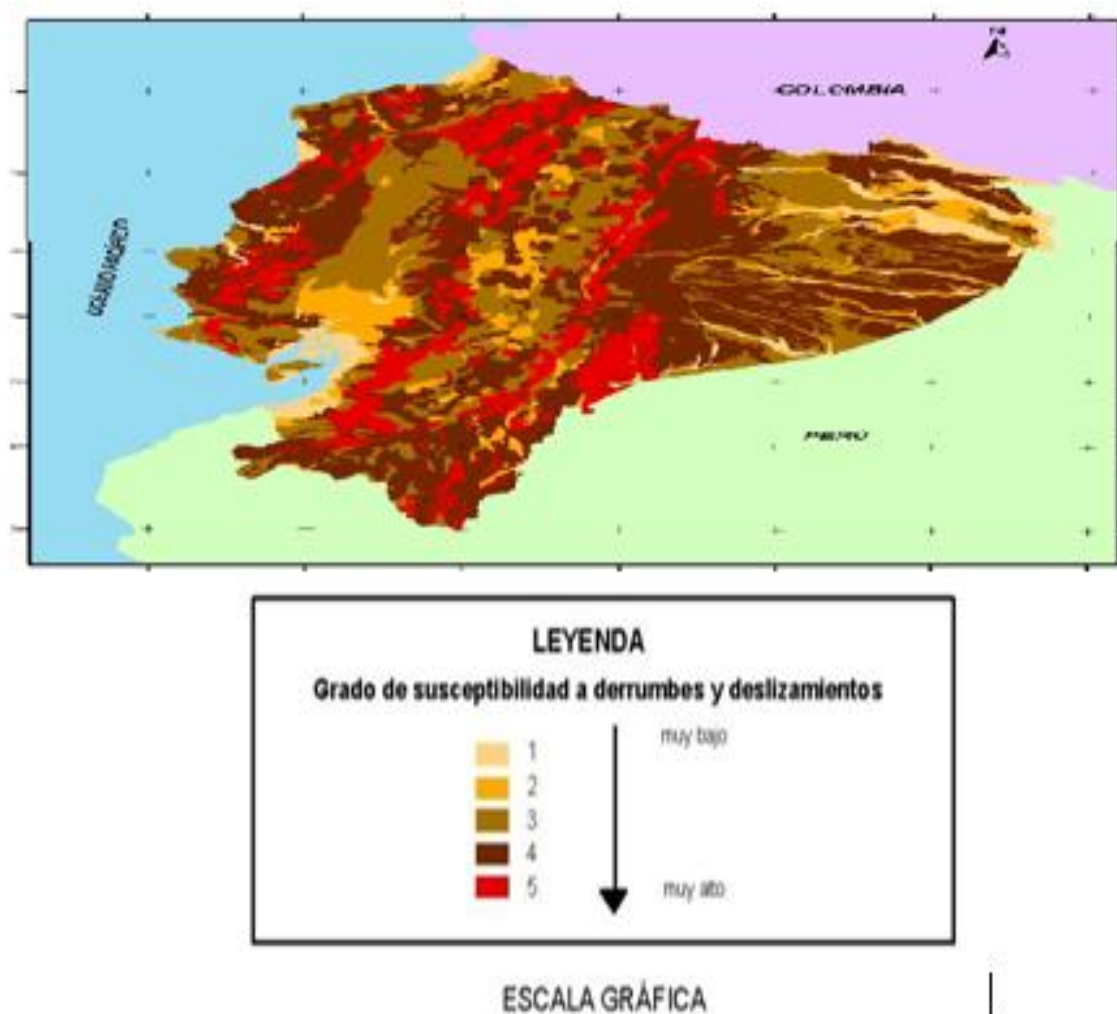 COLOMBIA
PERÚ
LEYENDA
Grado de susceptibilidad a derrumbes y deslizamientos
1 muy bajo
2
3
4
5 muy alto
ESCALA GRÁFICA